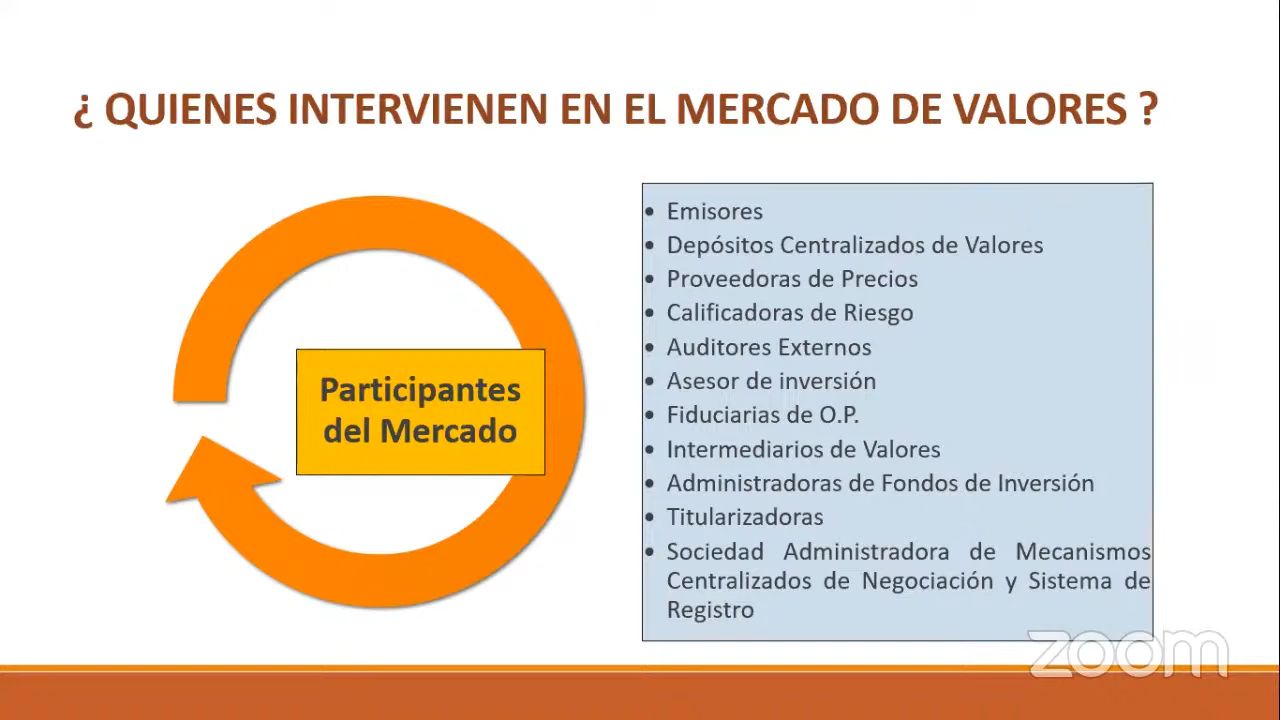 ¿ QUIENES INTERVIENEN EN EL MERCADO DE VALORES ?
Participantes
del Mercado
• Emisores
• Depósitos Centralizados de Valores
• Proveedoras de Precios
• Calificadoras de Riesgo
• Auditores Externos
• Asesor de inversión
• Fiduciarias de O.P.
• Intermediarios de Valores
• Administradoras de Fondos de Inversión
• Titularizadoras
• Sociedad Administradora de Mecanismos
Centralizados de Negociación y Sistema de
Registro
zoom